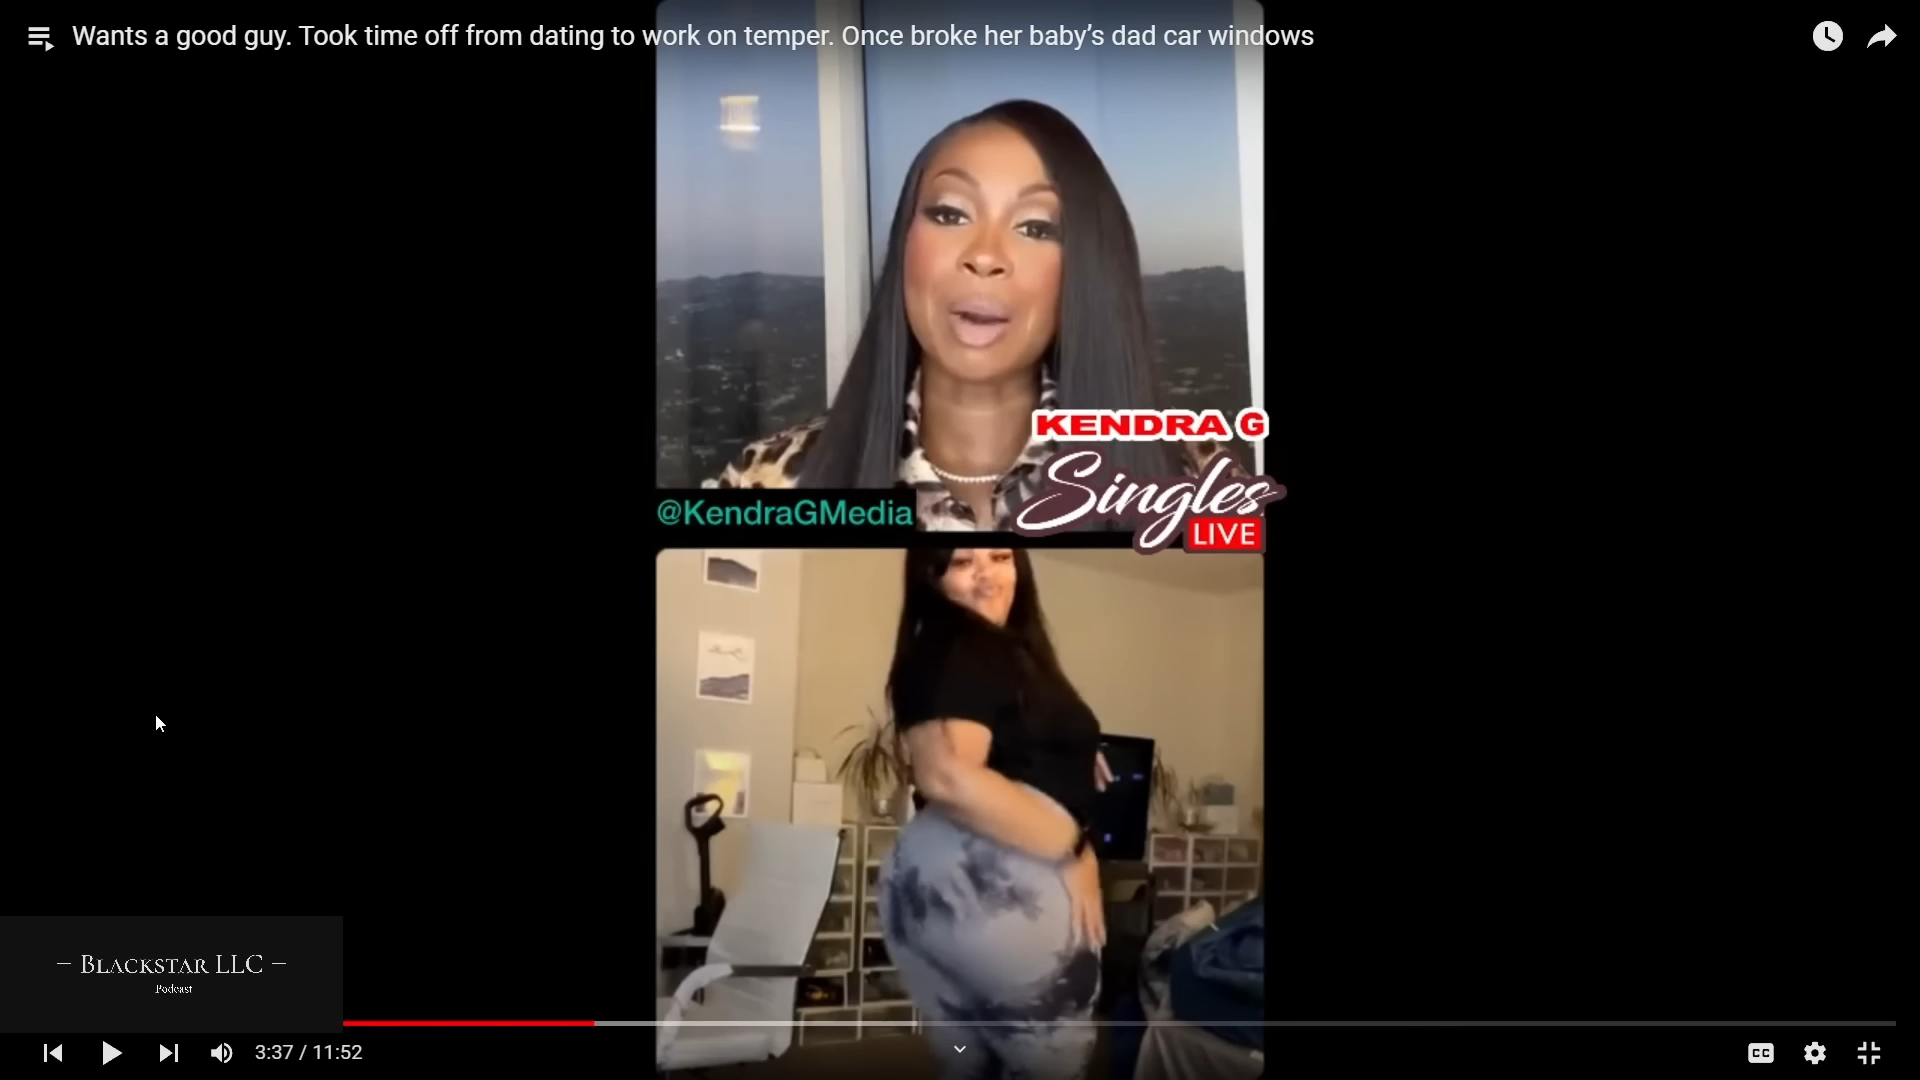 Wants a good guy. Took time off from dating to work on temper. Once broke her baby’s dad car windows
KENDRA G
Singles
LIVE
@KendraGMedia
– BLACKSTAR LLC –
Podcast
3:37 / 11:52
CC